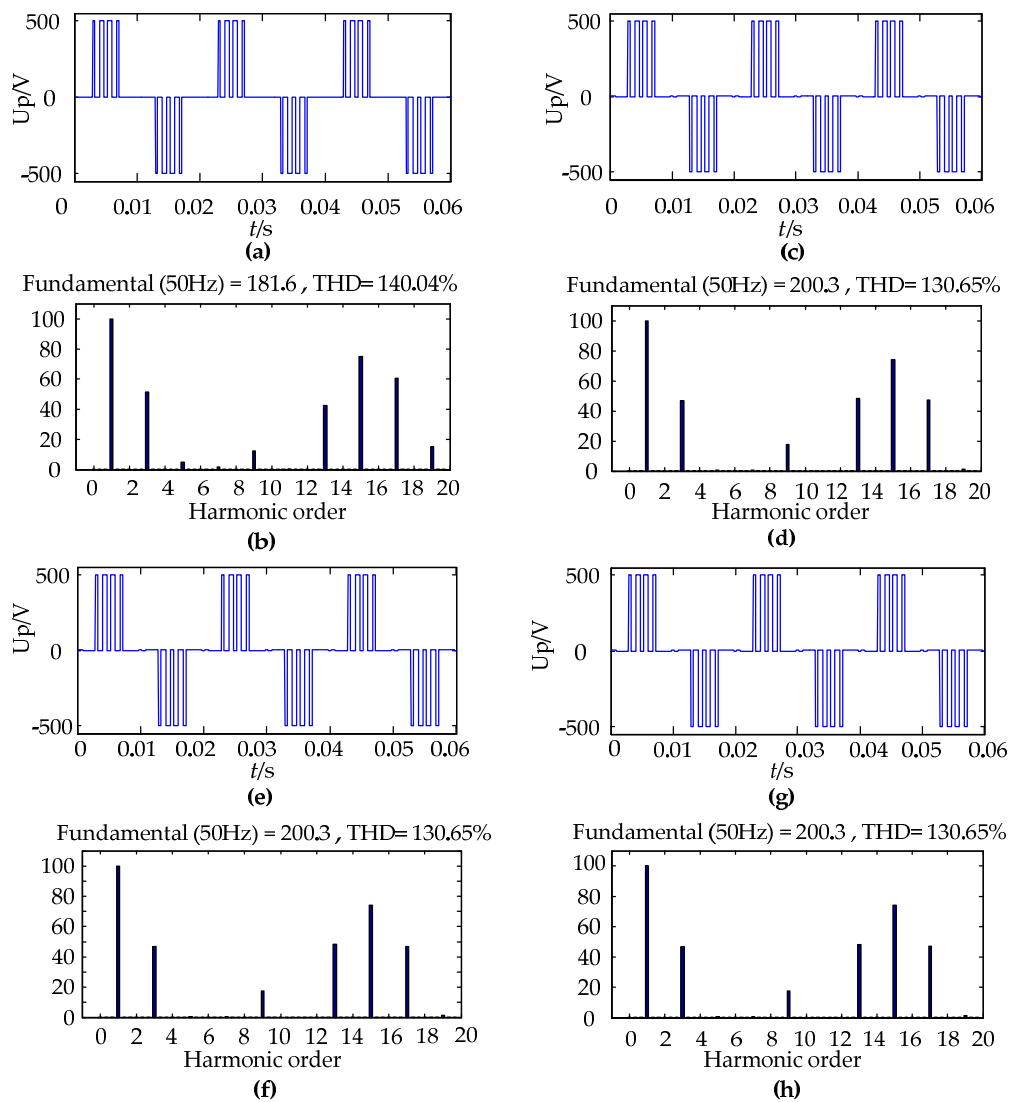 500
0
-500
Up/V
0 0.01 0.02 0.03 0.04 0.05 0.06
t/s
(a)
500
0
-500
Up/V
0 0.01 0.02 0.03 0.04 0.05 0.06
t/s
(c)
Fundamental (50Hz) = 181.6 , THD= 140.04%
100
80
60
40
20
0
0 2 4 6 8 10 12 14 16 18 20
Harmonic order
(b)
Fundamental (50Hz) = 200.3 , THD= 130.65%
100
80
60
40
20
0
0 2 4 6 8 10 12 14 16 18 20
Harmonic order
(d)
500
0
-500
Up/V
0 0.01 0.02 0.03 0.04 0.05 0.06
t/s
(e)
500
0
-500
Up/V
0 0.01 0.02 0.03 0.04 0.05 0.06
t/s
(g)
Fundamental (50Hz) = 200.3 , THD= 130.65%
100
80
60
40
20
0
0 2 4 6 8 10 12 14 16 18 20
Harmonic order
(f)
Fundamental (50Hz) = 200.3 , THD= 130.65%
100
80
60
40
20
0
0 2 4 6 8 10 12 14 16 18 20
Harmonic order
(h)